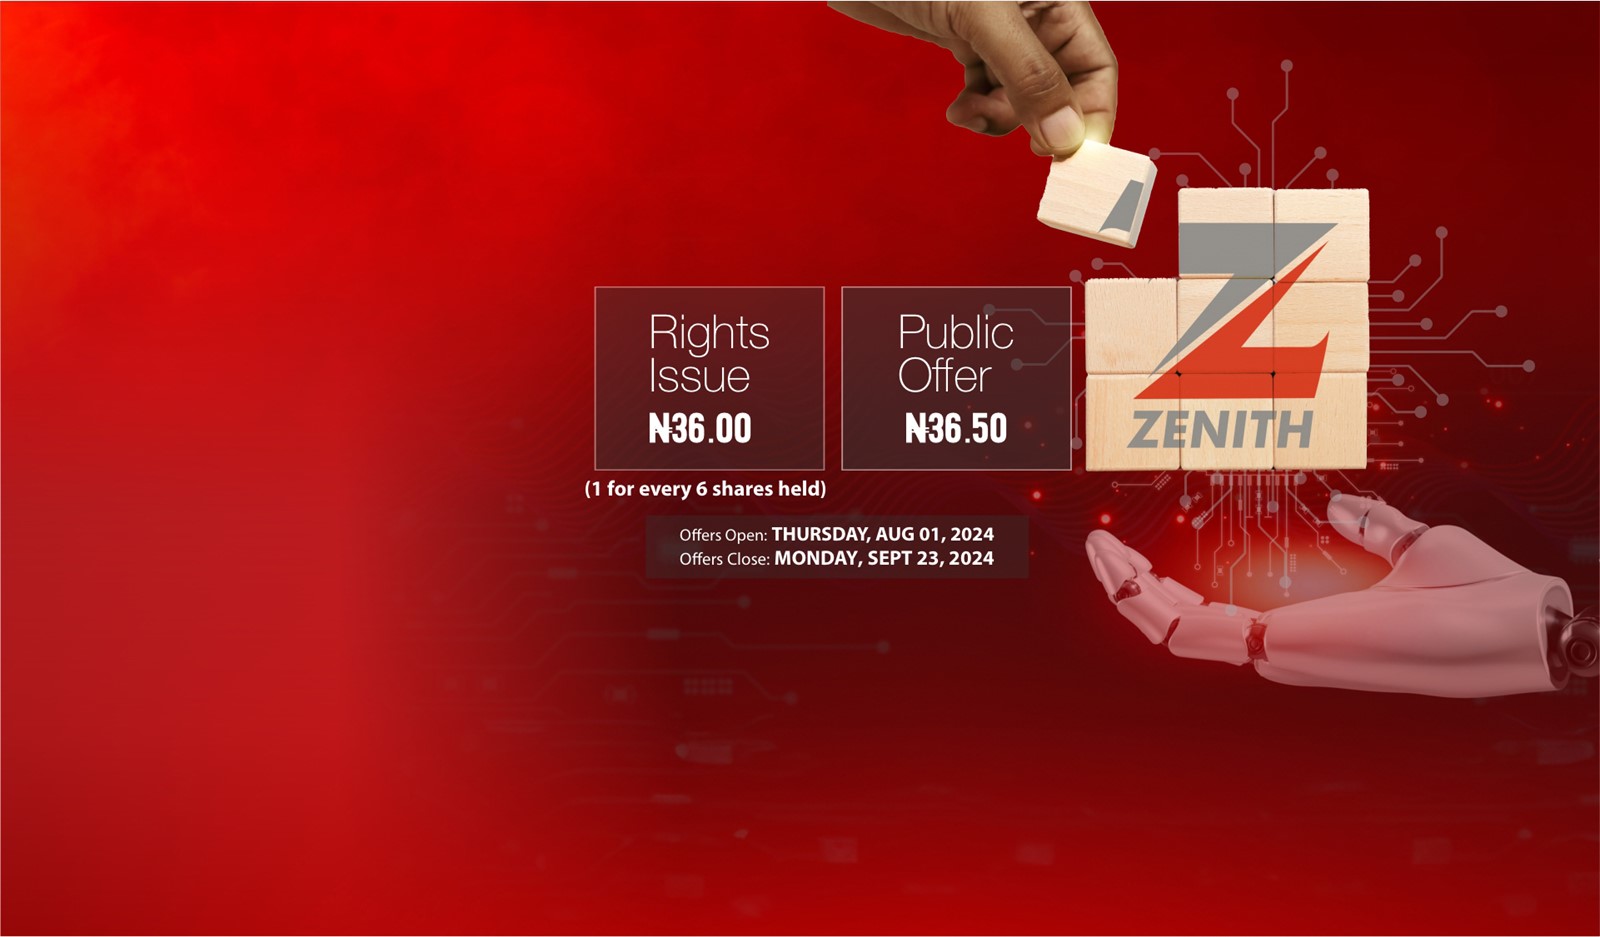 Rights
Issue
₦36.00
(1 for every 6 shares held)
Public
Offer
₦36.50
Offers Open: THURSDAY, AUG 01, 2024
Offers Close: MONDAY, SEPT 23, 2024
ZENITH